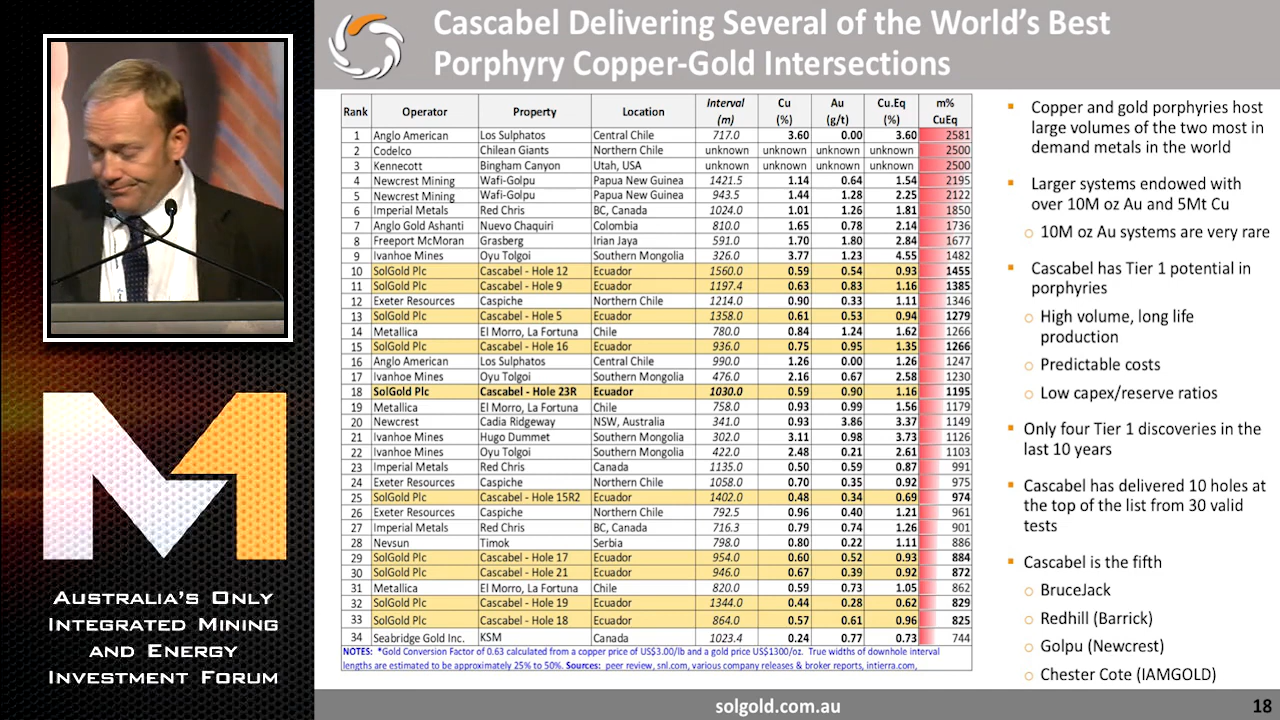 Cascabel Delivering Several of the World's Best
Porphyry Copper-Gold Intersections
Rank Operator Property Location Interval (m) Cu (%) Au (g/t) Cu.Eq (%) m% CuEq
1 Anglo American Los Sulphatos Central Chile 717.0 3.60 0.00 3.60 2581
2 Codelco Chilean Giants Northern Chile unknown unknown unknown unknown 2500
3 Kennecott Bingham Canyon Utah, USA unknown unknown unknown unknown 2500
4 Newcrest Mining Wafi-Golpu Papua New Guinea 1421.5 1.14 0.64 1.54 2195
5 Newcrest Mining Wafi-Golpu Papua New Guinea 943.5 1.44 1.28 2.25 2122
6 Imperial Metals Red Chris BC, Canada 1024.0 1.01 1.26 1.81 1850
7 Anglo Gold Ashanti Nuevo Chaquiri Colombia 810.0 1.65 0.78 2.14 1736
8 Freeport McMoran Grasberg Irian Jaya 591.0 1.70 1.80 2.84 1677
9 Ivanhoe Mines Oyu Tolgoi Southern Mongolia 326.0 3.77 1.23 4.55 1482
10 SolGold Plc Cascabel - Hole 12 Ecuador 1560.0 0.59 0.54 0.93 1455
11 SolGold Plc Cascabel - Hole 9 Ecuador 1197.4 0.63 0.83 1.16 1385
12 Exeter Resources Caspiche Northern Chile 1214.0 0.90 0.33 1.11 1346
13 SolGold Plc Cascabel - Hole 5 Ecuador 1358.0 0.61 0.53 0.94 1279
14 Metallica El Morro, La Fortuna Chile 780.0 0.84 1.24 1.62 1266
15 SolGold Plc Cascabel - Hole 16 Ecuador 936.0 0.75 0.95 1.35 1266
16 Anglo American Los Sulphatos Central Chile 990.0 1.26 0.00 1.26 1247
17 Ivanhoe Mines Oyu Tolgoi Southern Mongolia 476.0 2.16 0.67 2.58 1230
18 SolGold Plc Cascabel - Hole 23R Ecuador 1030.0 0.59 0.90 1.16 1195
19 Metallica El Morro, La Fortuna Chile 758.0 0.93 0.99 1.56 1179
20 Newcrest Cadia Ridgeway NSW, Australia 341.0 0.93 3.86 3.37 1149
21 Ivanhoe Mines Hugo Dummet Southern Mongolia 302.0 3.11 0.98 3.73 1126
22 Ivanhoe Mines Oyu Tolgoi Southern Mongolia 422.0 2.48 0.21 2.61 1103
23 Imperial Metals Red Chris Canada 1135.0 0.50 0.59 0.87 991
24 Exeter Resources Caspiche Northern Chile 1058.0 0.70 0.35 0.92 975
25 SolGold Plc Cascabel - Hole 15R2 Ecuador 1402.0 0.48 0.34 0.69 974
26 Exeter Resources Caspiche Northern Chile 792.5 0.96 0.40 1.21 961
27 Imperial Metals Red Chris BC, Canada 716.3 0.79 0.74 1.26 901
28 Nevsun Timok Serbia 798.0 0.80 0.22 1.11 886
29 SolGold Plc Cascabel - Hole 17 Ecuador 954.0 0.60 0.52 0.93 884
30 SolGold Plc Cascabel - Hole 21 Ecuador 946.0 0.67 0.39 0.92 872
31 Metallica El Morro, La Fortuna Chile 820.0 0.59 0.73 1.05 862
32 SolGold Plc Cascabel - Hole 19 Ecuador 1344.0 0.44 0.28 0.62 829
33 SolGold Plc Cascabel - Hole 18 Ecuador 864.0 0.57 0.61 0.96 825
34 Seabridge Gold Inc. KSM Canada 1023.4 0.24 0.77 0.73 744
NOTES: *Gold Conversion Factor of 0.63 calculated from a copper price of US$3.00/lb and a gold price US$1300/oz. True widths of downhole interval
lengths are estimated to be approximately 25% to 50%. Sources: peer review, snl.com, various company releases & broker reports, intierra.com,
Copper and gold porphyries host
large volumes of the two most in
demand metals in the world
Larger systems endowed with
over 10M oz Au and 5Mt Cu
10M oz Au systems are very rare
Cascabel has Tier 1 potential in
porphyries
High volume, long life
production
Predictable costs
Low capex/reserve ratios
Only four Tier 1 discoveries in the
last 10 years
Cascabel has delivered 10 holes at
the top of the list from 30 valid
tests
Cascabel is the fifth
BruceJack
Redhill (Barrick)
Golpu (Newcrest)
Chester Cote (IAMGOLD)
solgold.com.au
18
M
Australia's Only
Integrated Mining
and Energy
Investment Forum